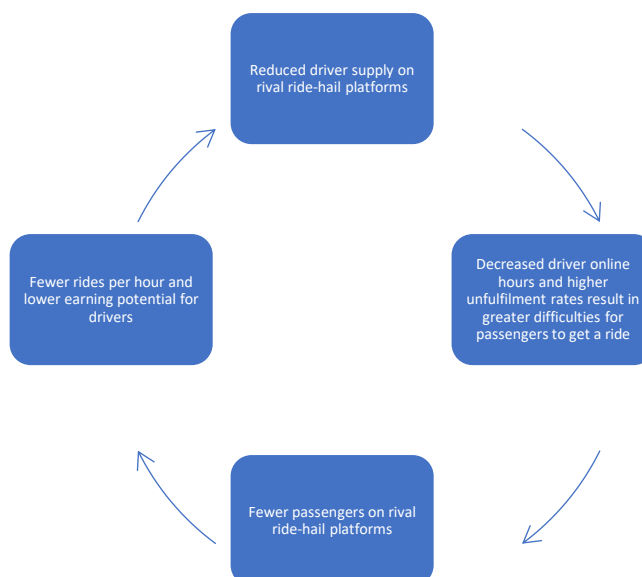 Reduced driver supply on
rival ride-hail platforms
Decreased driver online
hours and higher
unfulfilment rates result in
greater difficulties for
passengers to get a ride
Fewer passengers on rival
ride-hail platforms
Fewer rides per hour and
lower earning potential for
drivers